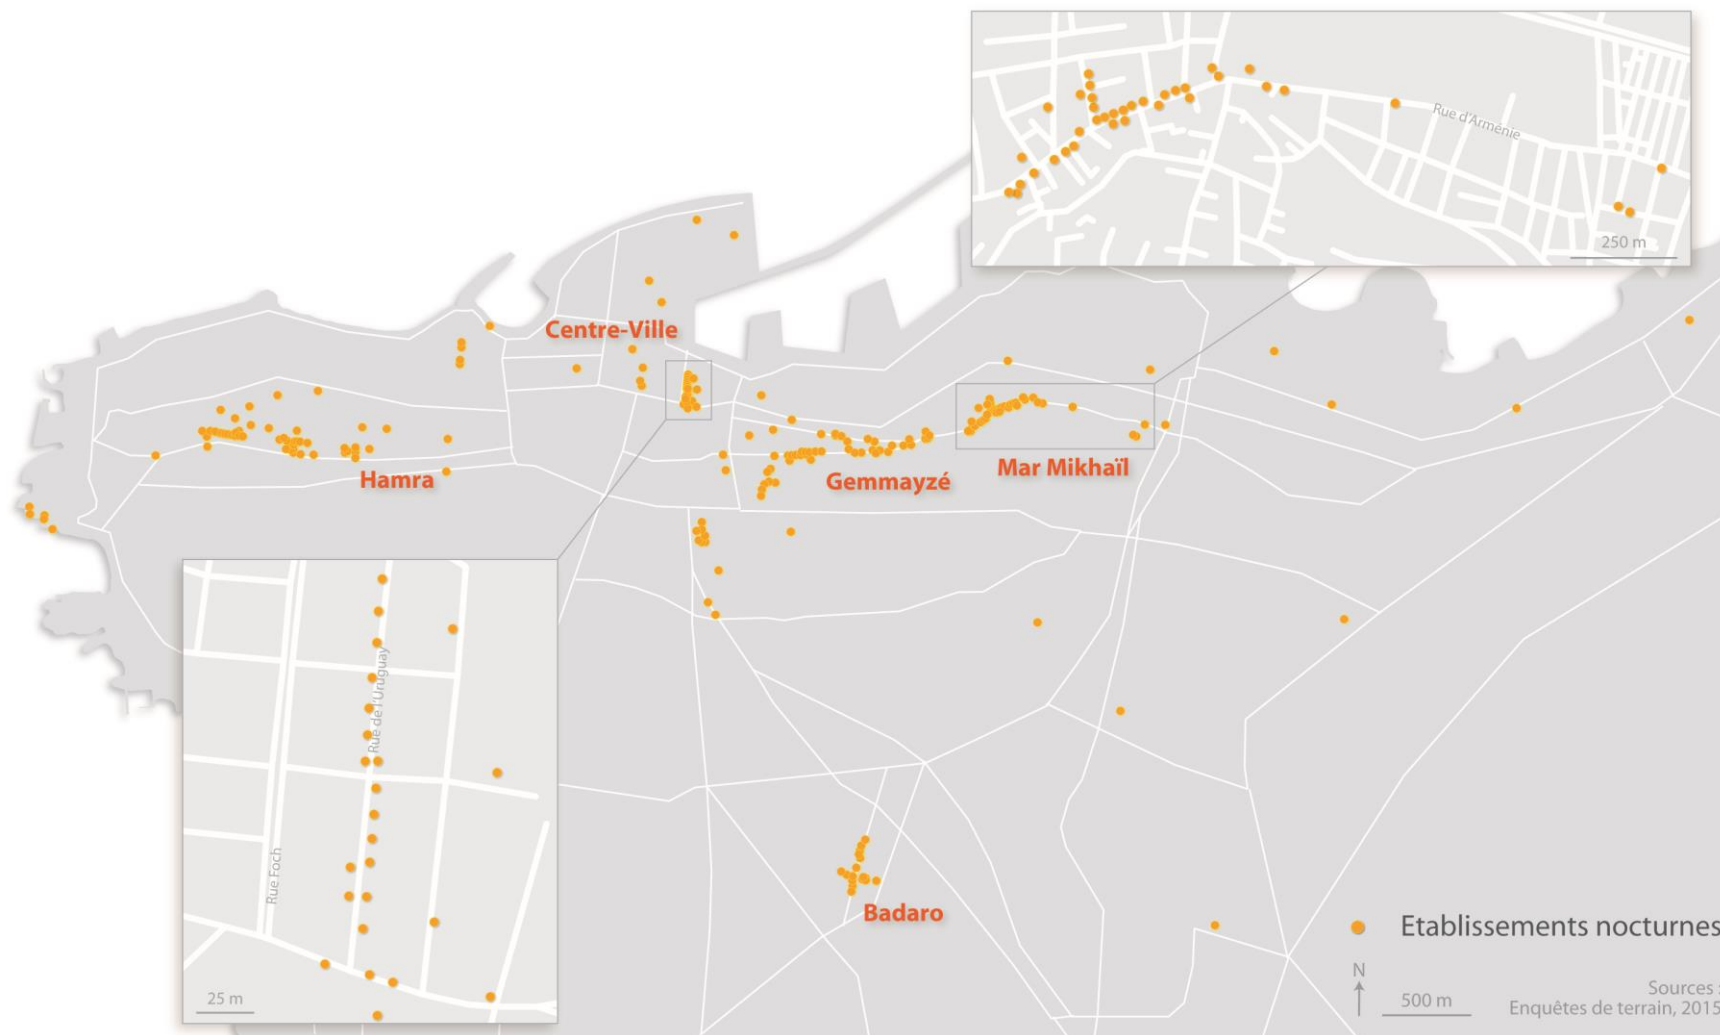 Rue d'Arménie
250 m
Centre-Ville
Hamra
Gemmayzé
Mar Mikhaïl
Rue de l'Uruguay
Rue Foch
25 m
Badaro
Etablissements nocturnes
N
500 m
Sources :
Enquêtes de terrain, 2015